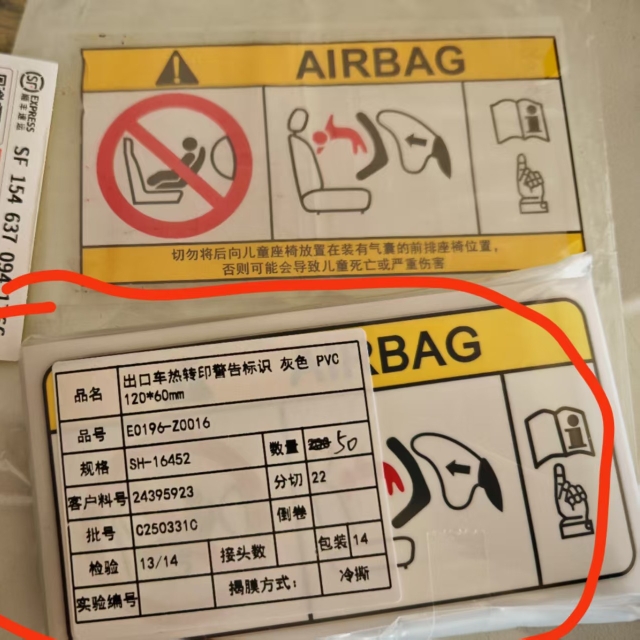 AIRBAG
SF EXPRESS
顺丰速运
SF 154 637 094
切勿将后向儿童座椅放置在装有气囊的前排座椅位置,
否则可能会导致儿童死亡或严重伤害
RBAG
品名 出口车热转印警告标识 灰色 PVC
120*60mm
品号 E0196-Z0016
规格 SH-16452 数量 50
客户料号 24395923 分切 22
批号 C250331C 倒卷
检验 13/14 接头数 包装 14
实验编号 揭膜方式: 冷撕